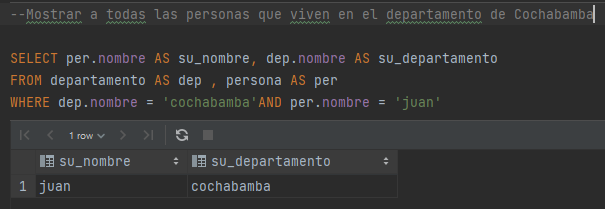 --Mostrar a todas las personas que viven en el departamento de Cochabamba
SELECT per.nombre AS su_nombre, dep.nombre AS su_departamento
FROM departamento AS dep , persona AS per
WHERE dep.nombre = 'cochabamba'AND per.nombre = 'juan'
1 row
su_nombre su_departamento
1 juan cochabamba